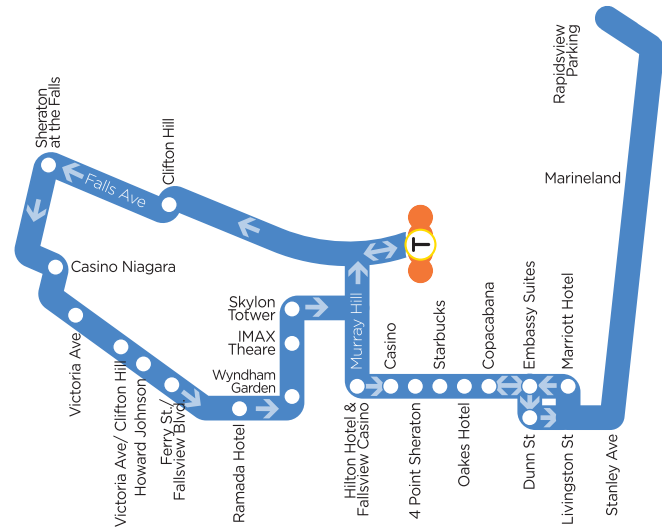 Rapidsview
Parking
Sheraton
at the Falls
Clifton Hill
Marineland
Falls Ave
T
Casino Niagara
Skylon
Totwer
IMAX
Theare
Wyndham
Garden
Murray Hill
Casino
Starbucks
Copacabana
Embassy Suites
Marriott Hotel
Victoria Ave
Victoria Ave/ Clifton Hill
Howard Johnson
Ferry St./
Fallsview Blvd.
Ramada Hotel
Hilton Hotel &
Fallsview Casino
4 Point Sheraton
Oakes Hotel
Dunn St
Livingston St
Stanley Ave